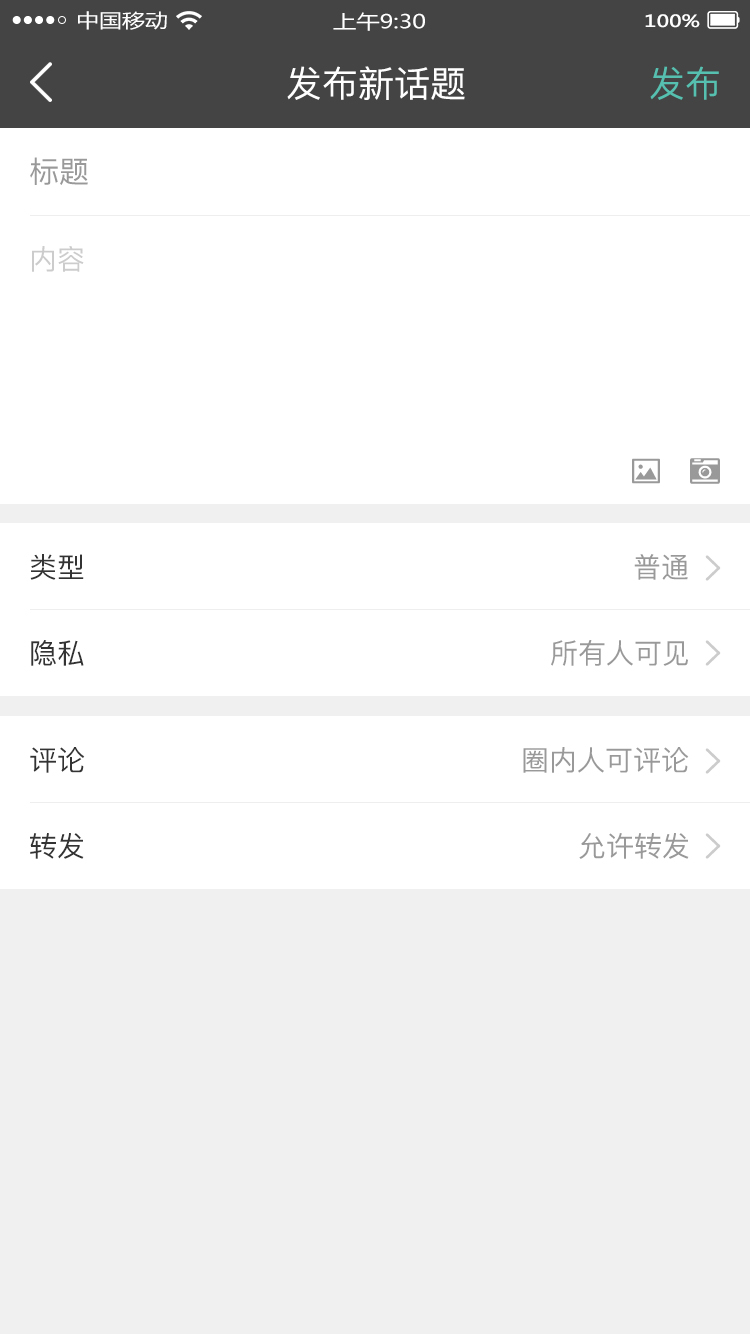 中国移动 上午9:30 100%
发布新话题 发布
标题
内容
类型 普通
隐私 所有人可见
评论 圈内人可评论
转发 允许转发